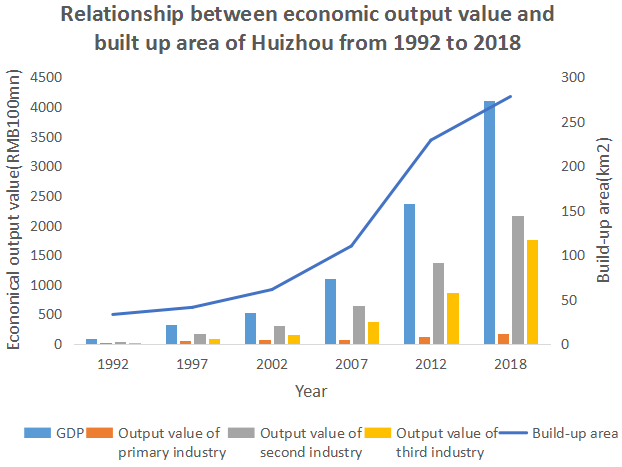 Relationship between economic output value and
built up area of Huizhou from 1992 to 2018
Econonical output value(RMB100mn)
4500
4000
3500
3000
2500
2000
1500
1000
500
0
300
250
200
150
100
50
0
Build-up area(km2)
1992 1997 2002 2007 2012 2018
Year
GDP
Output value of
primary industry
Output value of
second industry
Output value of
third industry
Build-up area